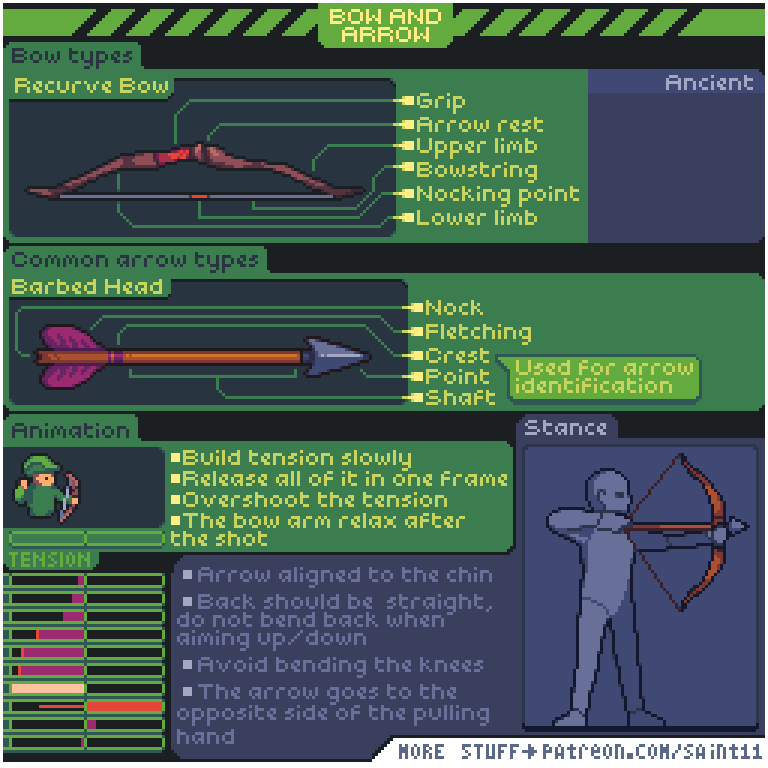 BOW AND
ARROW
Bow types
Recurve Bow
Ancient
Grip
Arrow rest
Upper limb
Bowstring
Nocking point
Lower limb
Common arrow types
Barbed Head
Nock
Fletching
Crest
Used for arrow
identification
Point
Shaft
Animation
Build tension slowly
Release all of it in one frame
Overshoot the tension
The bow arm relax after
the shot
TENSION
Arrow aligned to the chin
Back should be straight,
do not bend back when
aiming up/down
Avoid bending the knees
The arrow goes to the
opposite side of the pulling
hand
Stance
MORE STUFF→PATREON.COM/SAINT11